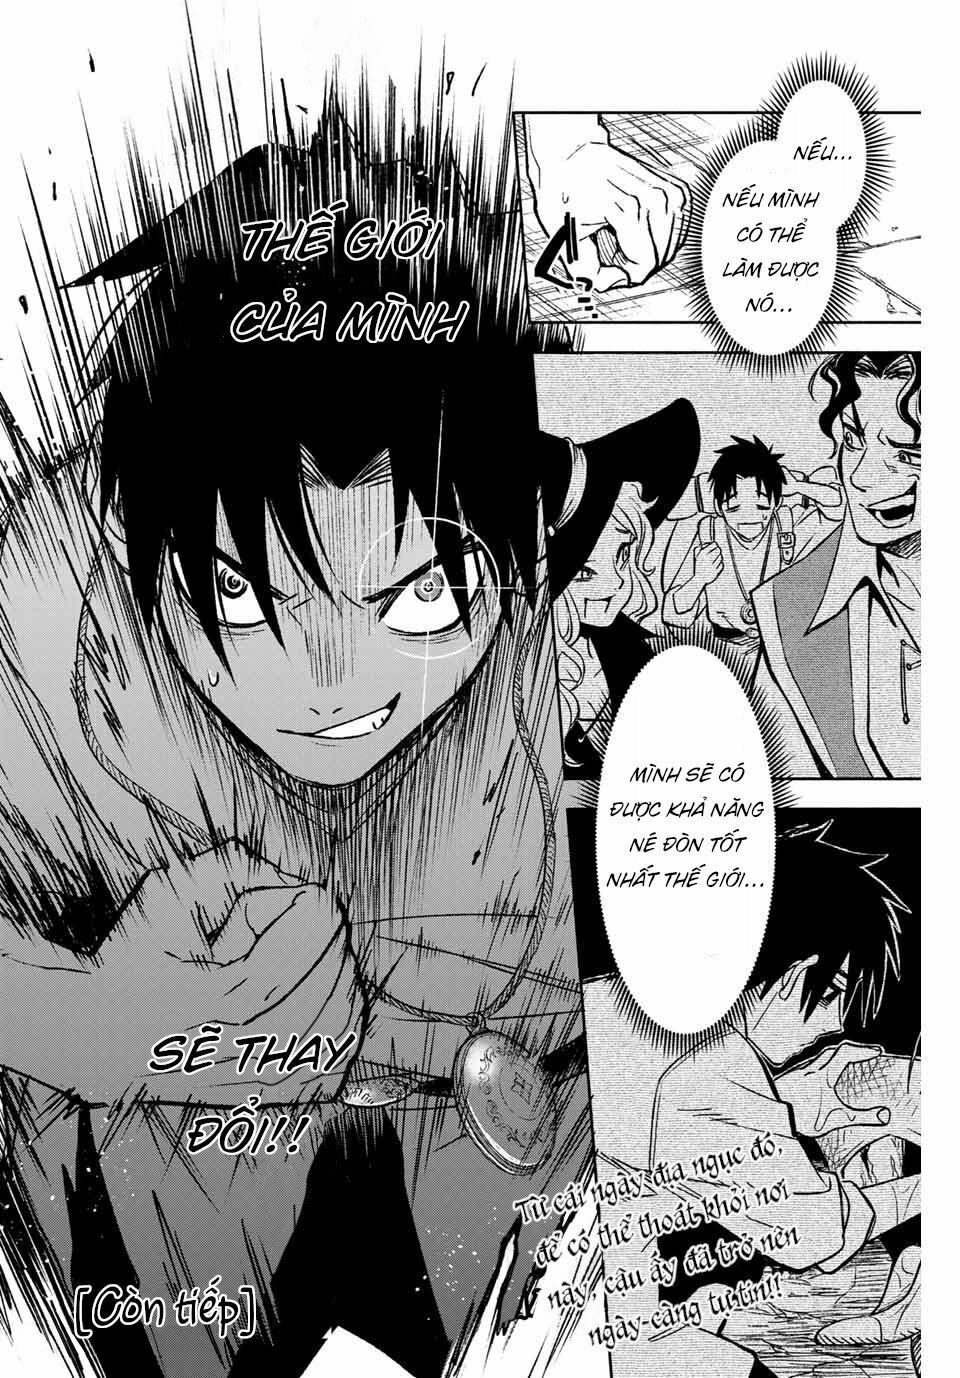 NẾU...
NẾU MÌNH
CÓ THỂ
LÀM ĐƯỢC
NÓ...
MÌNH SẼ CÓ
ĐƯỢC KHẢ NĂNG
NÉ ĐÒN TỐT
NHẤT THẾ GIỚI...
THẾ GIỚI
CỦA MÌNH
SẼ THAY
ĐỔI!!
Từ cái ngày địa ngục đó,
để có thể thoát khỏi nơi
này, cậu ấy đã trở nên
ngày càng tự tin!!
[Còn tiếp]